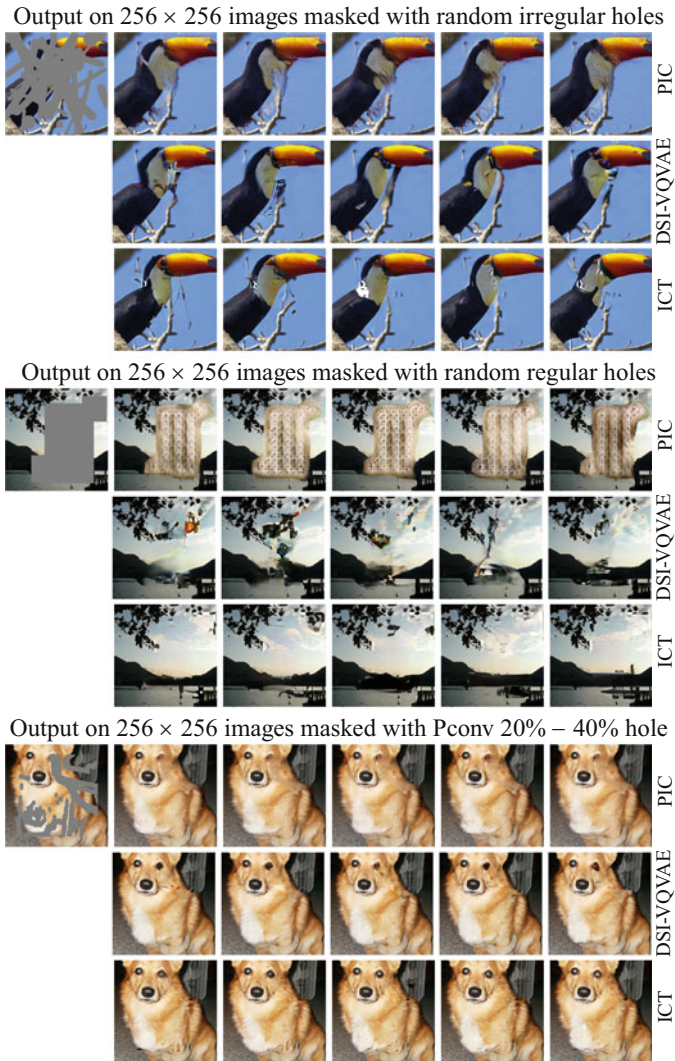 Output on 256 × 256 images masked with random irregular holes
PIC
DSI-VQVAE
ICT
Output on 256 × 256 images masked with random regular holes
PIC
DSI-VQVAE
ICT
Output on 256 × 256 images masked with Pconv 20% – 40% hole
PIC
DSI-VQVAE
ICT